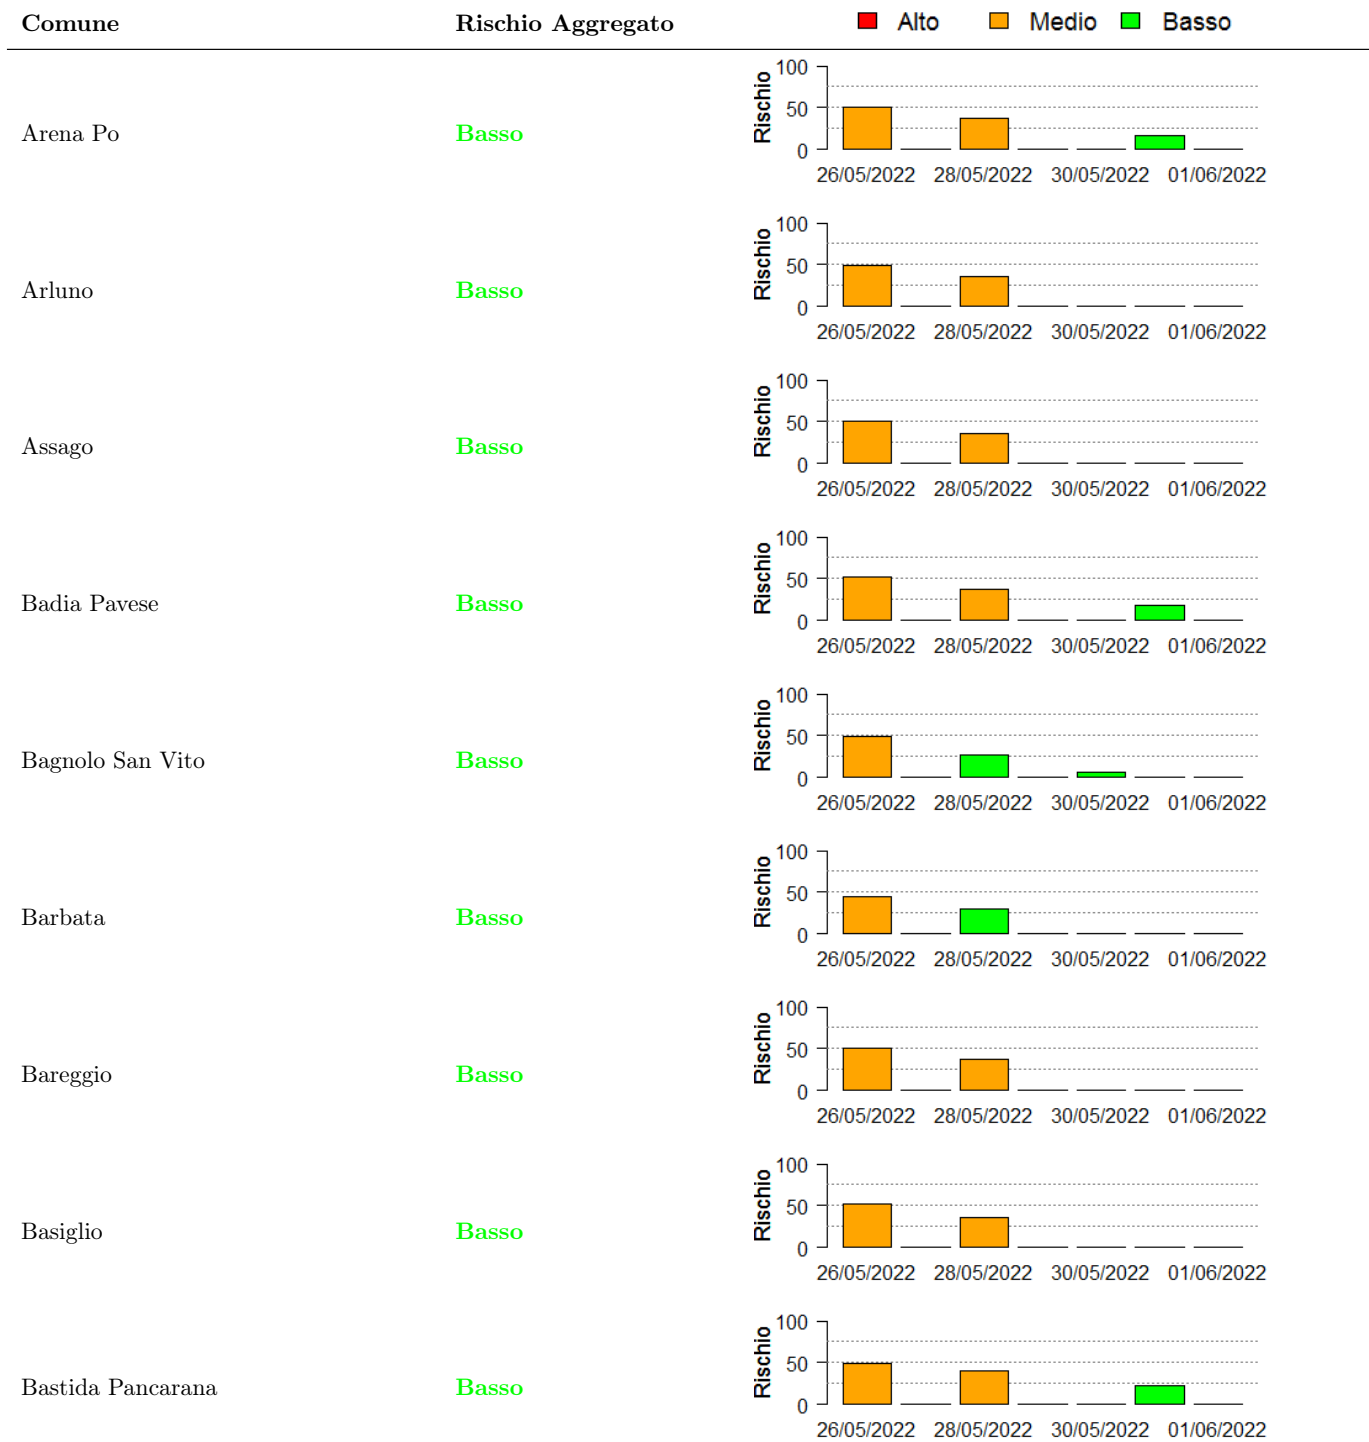 Comune Rischio Aggregato Alto Medio Basso
100
50
0
Rischio
Arena Po Basso
26/05/2022 28/05/2022 30/05/2022 01/06/2022
100
50
0
Rischio
Arluno Basso
26/05/2022 28/05/2022 30/05/2022 01/06/2022
100
50
0
Rischio
Assago Basso
26/05/2022 28/05/2022 30/05/2022 01/06/2022
100
50
0
Rischio
Badia Pavese Basso
26/05/2022 28/05/2022 30/05/2022 01/06/2022
100
50
0
Rischio
Bagnolo San Vito Basso
26/05/2022 28/05/2022 30/05/2022 01/06/2022
100
50
0
Rischio
Barbata Basso
26/05/2022 28/05/2022 30/05/2022 01/06/2022
100
50
0
Rischio
Bareggio Basso
26/05/2022 28/05/2022 30/05/2022 01/06/2022
100
50
0
Rischio
Basiglio Basso
26/05/2022 28/05/2022 30/05/2022 01/06/2022
100
50
0
Rischio
Bastida Pancarana Basso
26/05/2022 28/05/2022 30/05/2022 01/06/2022